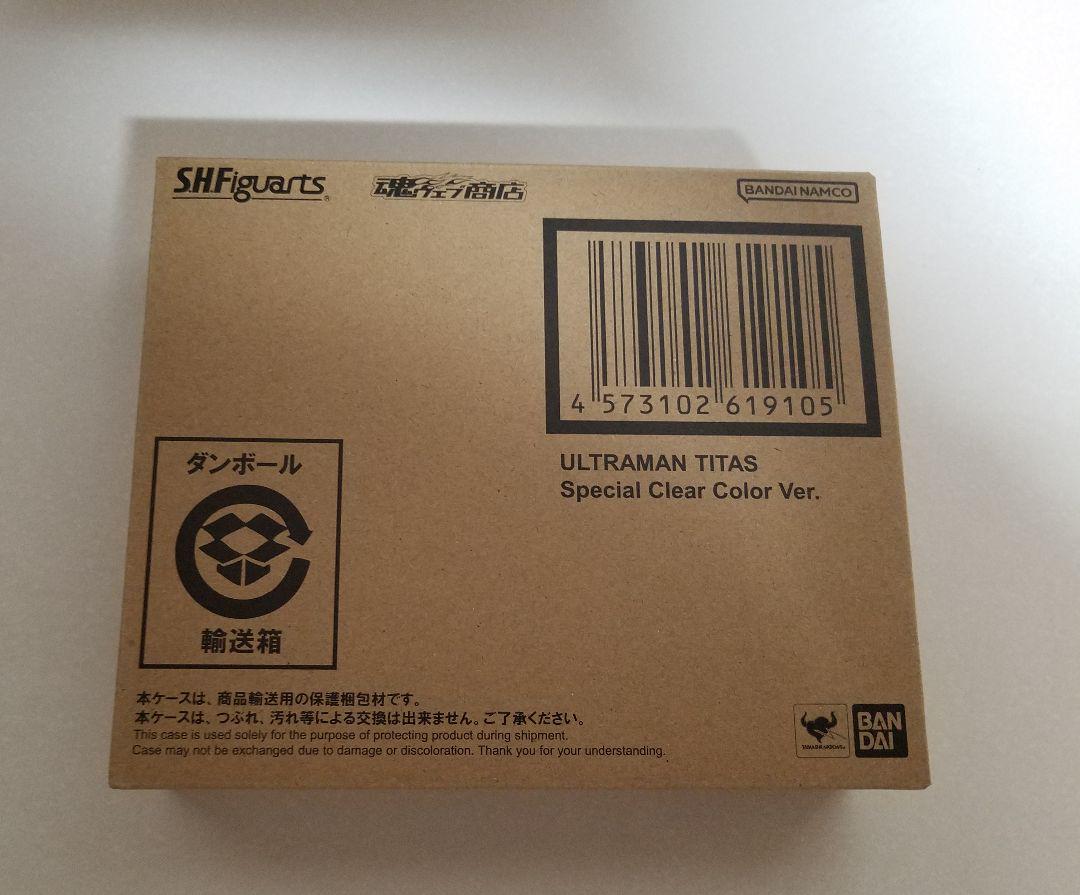 S.H.Figuarts®
魂ウェブ商店
BANDAI NAMCO
4 573102 619105
ULTRAMAN TITAS
Special Clear Color Ver.
ダンボール
輸送箱
本ケースは、商品輸送用の保護梱包材です。
本ケースは、つぶれ、汚れ等による交換は出来ません。ご了承ください。
This case is used solely for the purpose of protecting product during shipment.
Case may not be exchanged due to damage or discoloration. Thank you for your understanding.
TAMASHII NATIONS
BAN
DAI